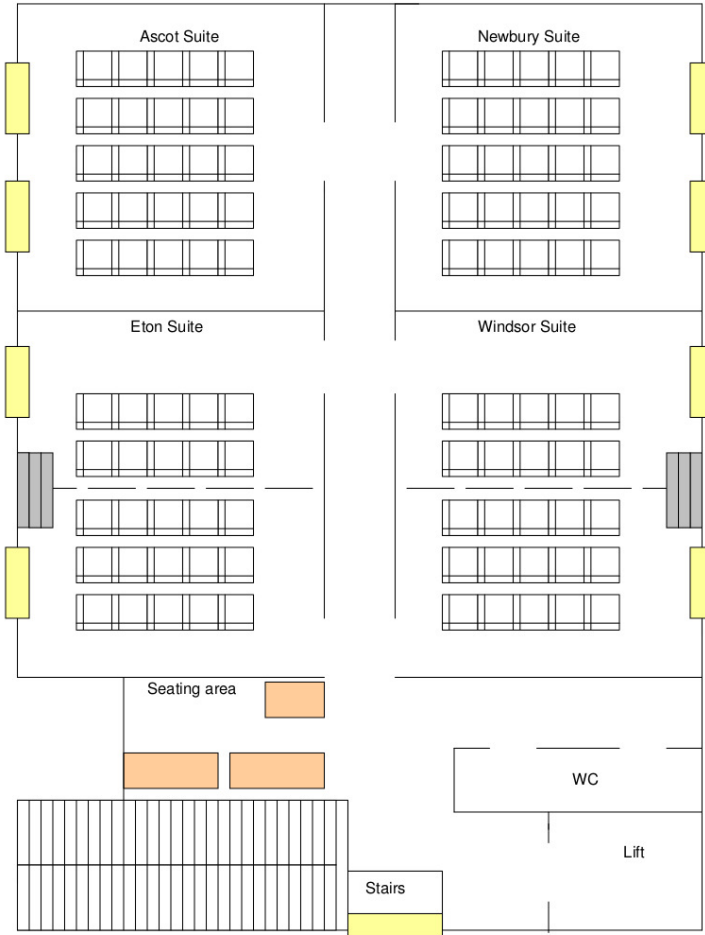 Ascot Suite
Newbury Suite
Eton Suite
Windsor Suite
Seating area
WC
Lift
Stairs